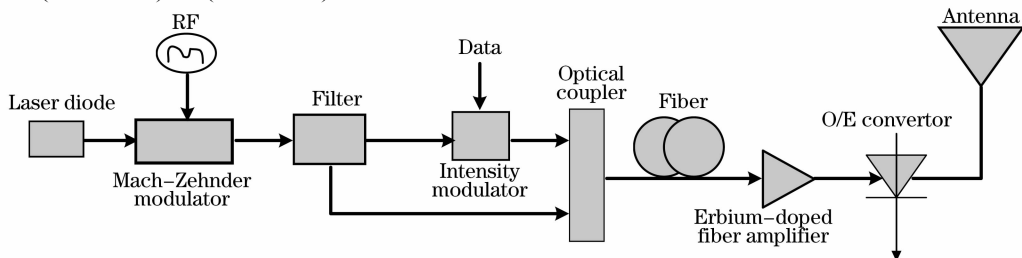 RF
Antenna
Data
Optical
coupler
Laser diode
Filter
Fiber
O/E convertor
Mach-Zehnder
modulator
Intensity
modulator
Erbium-doped
fiber amplifier